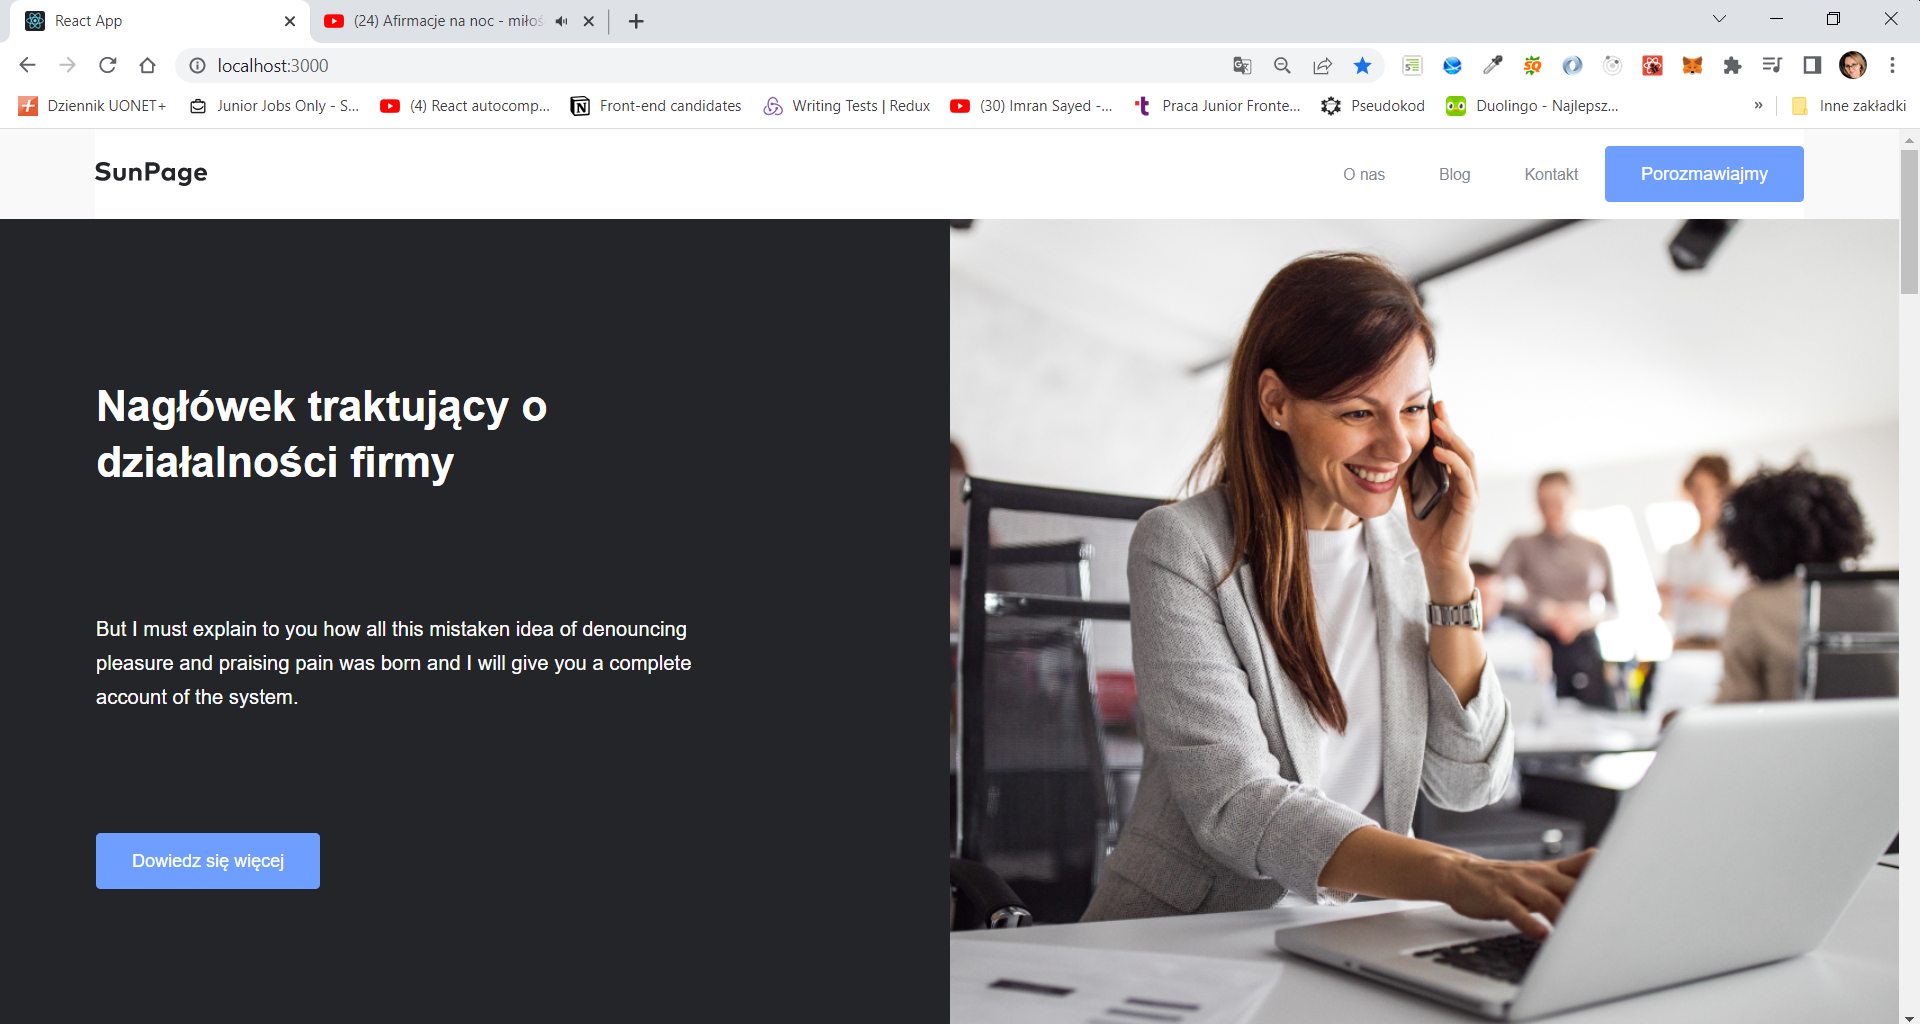 React App
(24) Afirmacje na noc - miłoś
localhost:3000
Dziennik UONET+
Junior Jobs Only - S...
(4) React autocomp...
Front-end candidates
Writing Tests | Redux
(30) Imran Sayed -...
Praca Junior Fronte...
Pseudokod
Duolingo - Najlepsz...
»
Inne zakładki
SunPage
O nas
Blog
Kontakt
Porozmawiajmy
Nagłówek traktujący o
działalności firmy
But I must explain to you how all this mistaken idea of denouncing
pleasure and praising pain was born and I will give you a complete
account of the system.
Dowiedz się więcej